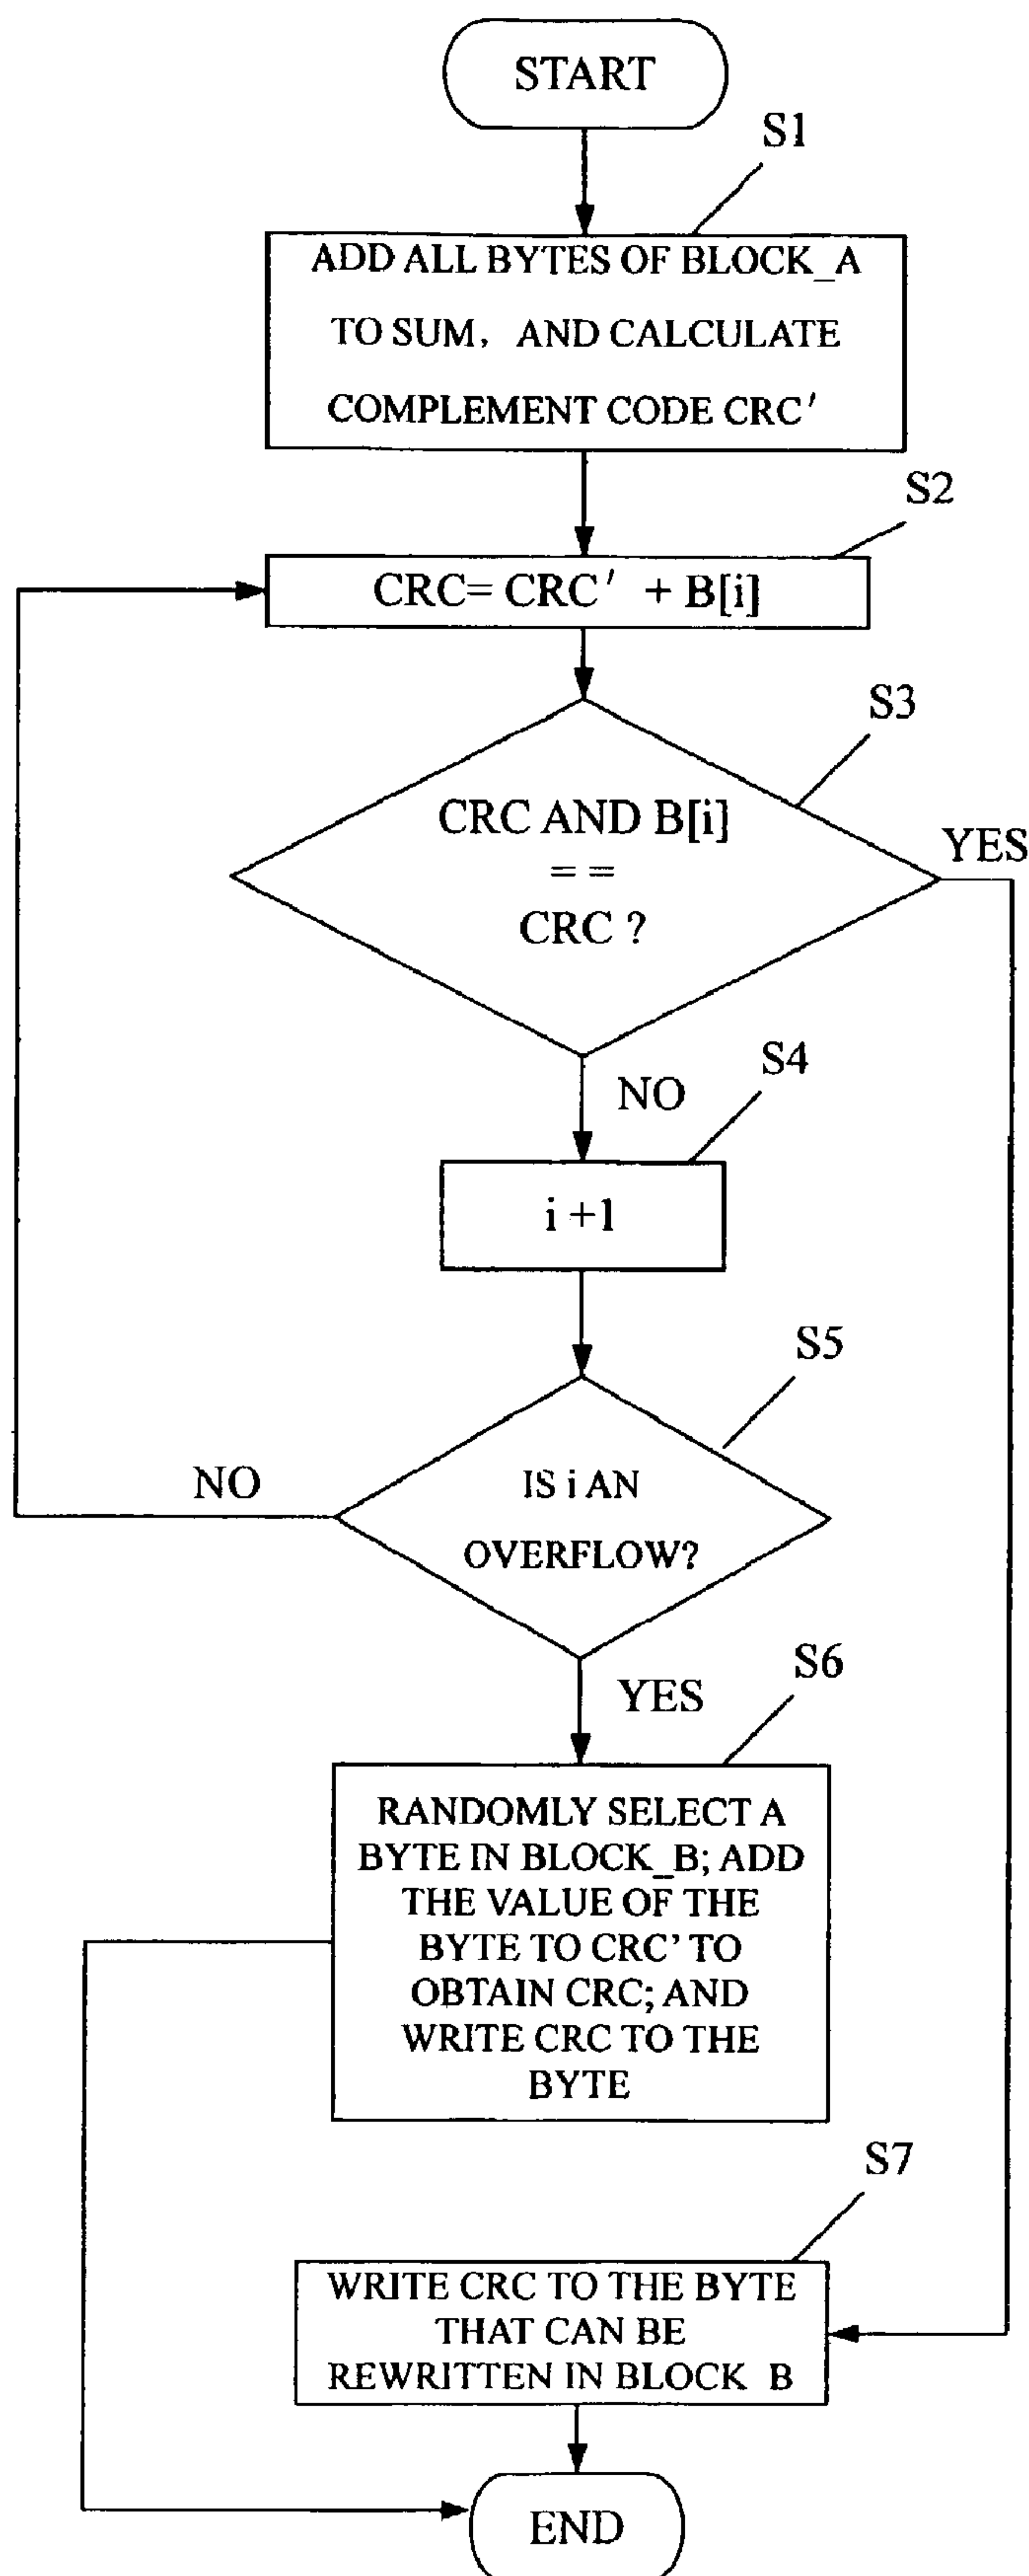 START
S1
ADD ALL BYTES OF BLOCK_A
TO SUM, AND CALCULATE
COMPLEMENT CODE CRC'
S2
CRC= CRC' + B[i]
S3
CRC AND B[i]
==
CRC ?
YES
NO
S4
i +1
S5
IS i AN
OVERFLOW?
NO
YES
S6
RANDOMLY SELECT A
BYTE IN BLOCK_B; ADD
THE VALUE OF THE
BYTE TO CRC' TO
OBTAIN CRC; AND
WRITE CRC TO THE
BYTE
S7
WRITE CRC TO THE BYTE
THAT CAN BE
REWRITTEN IN BLOCK B
END